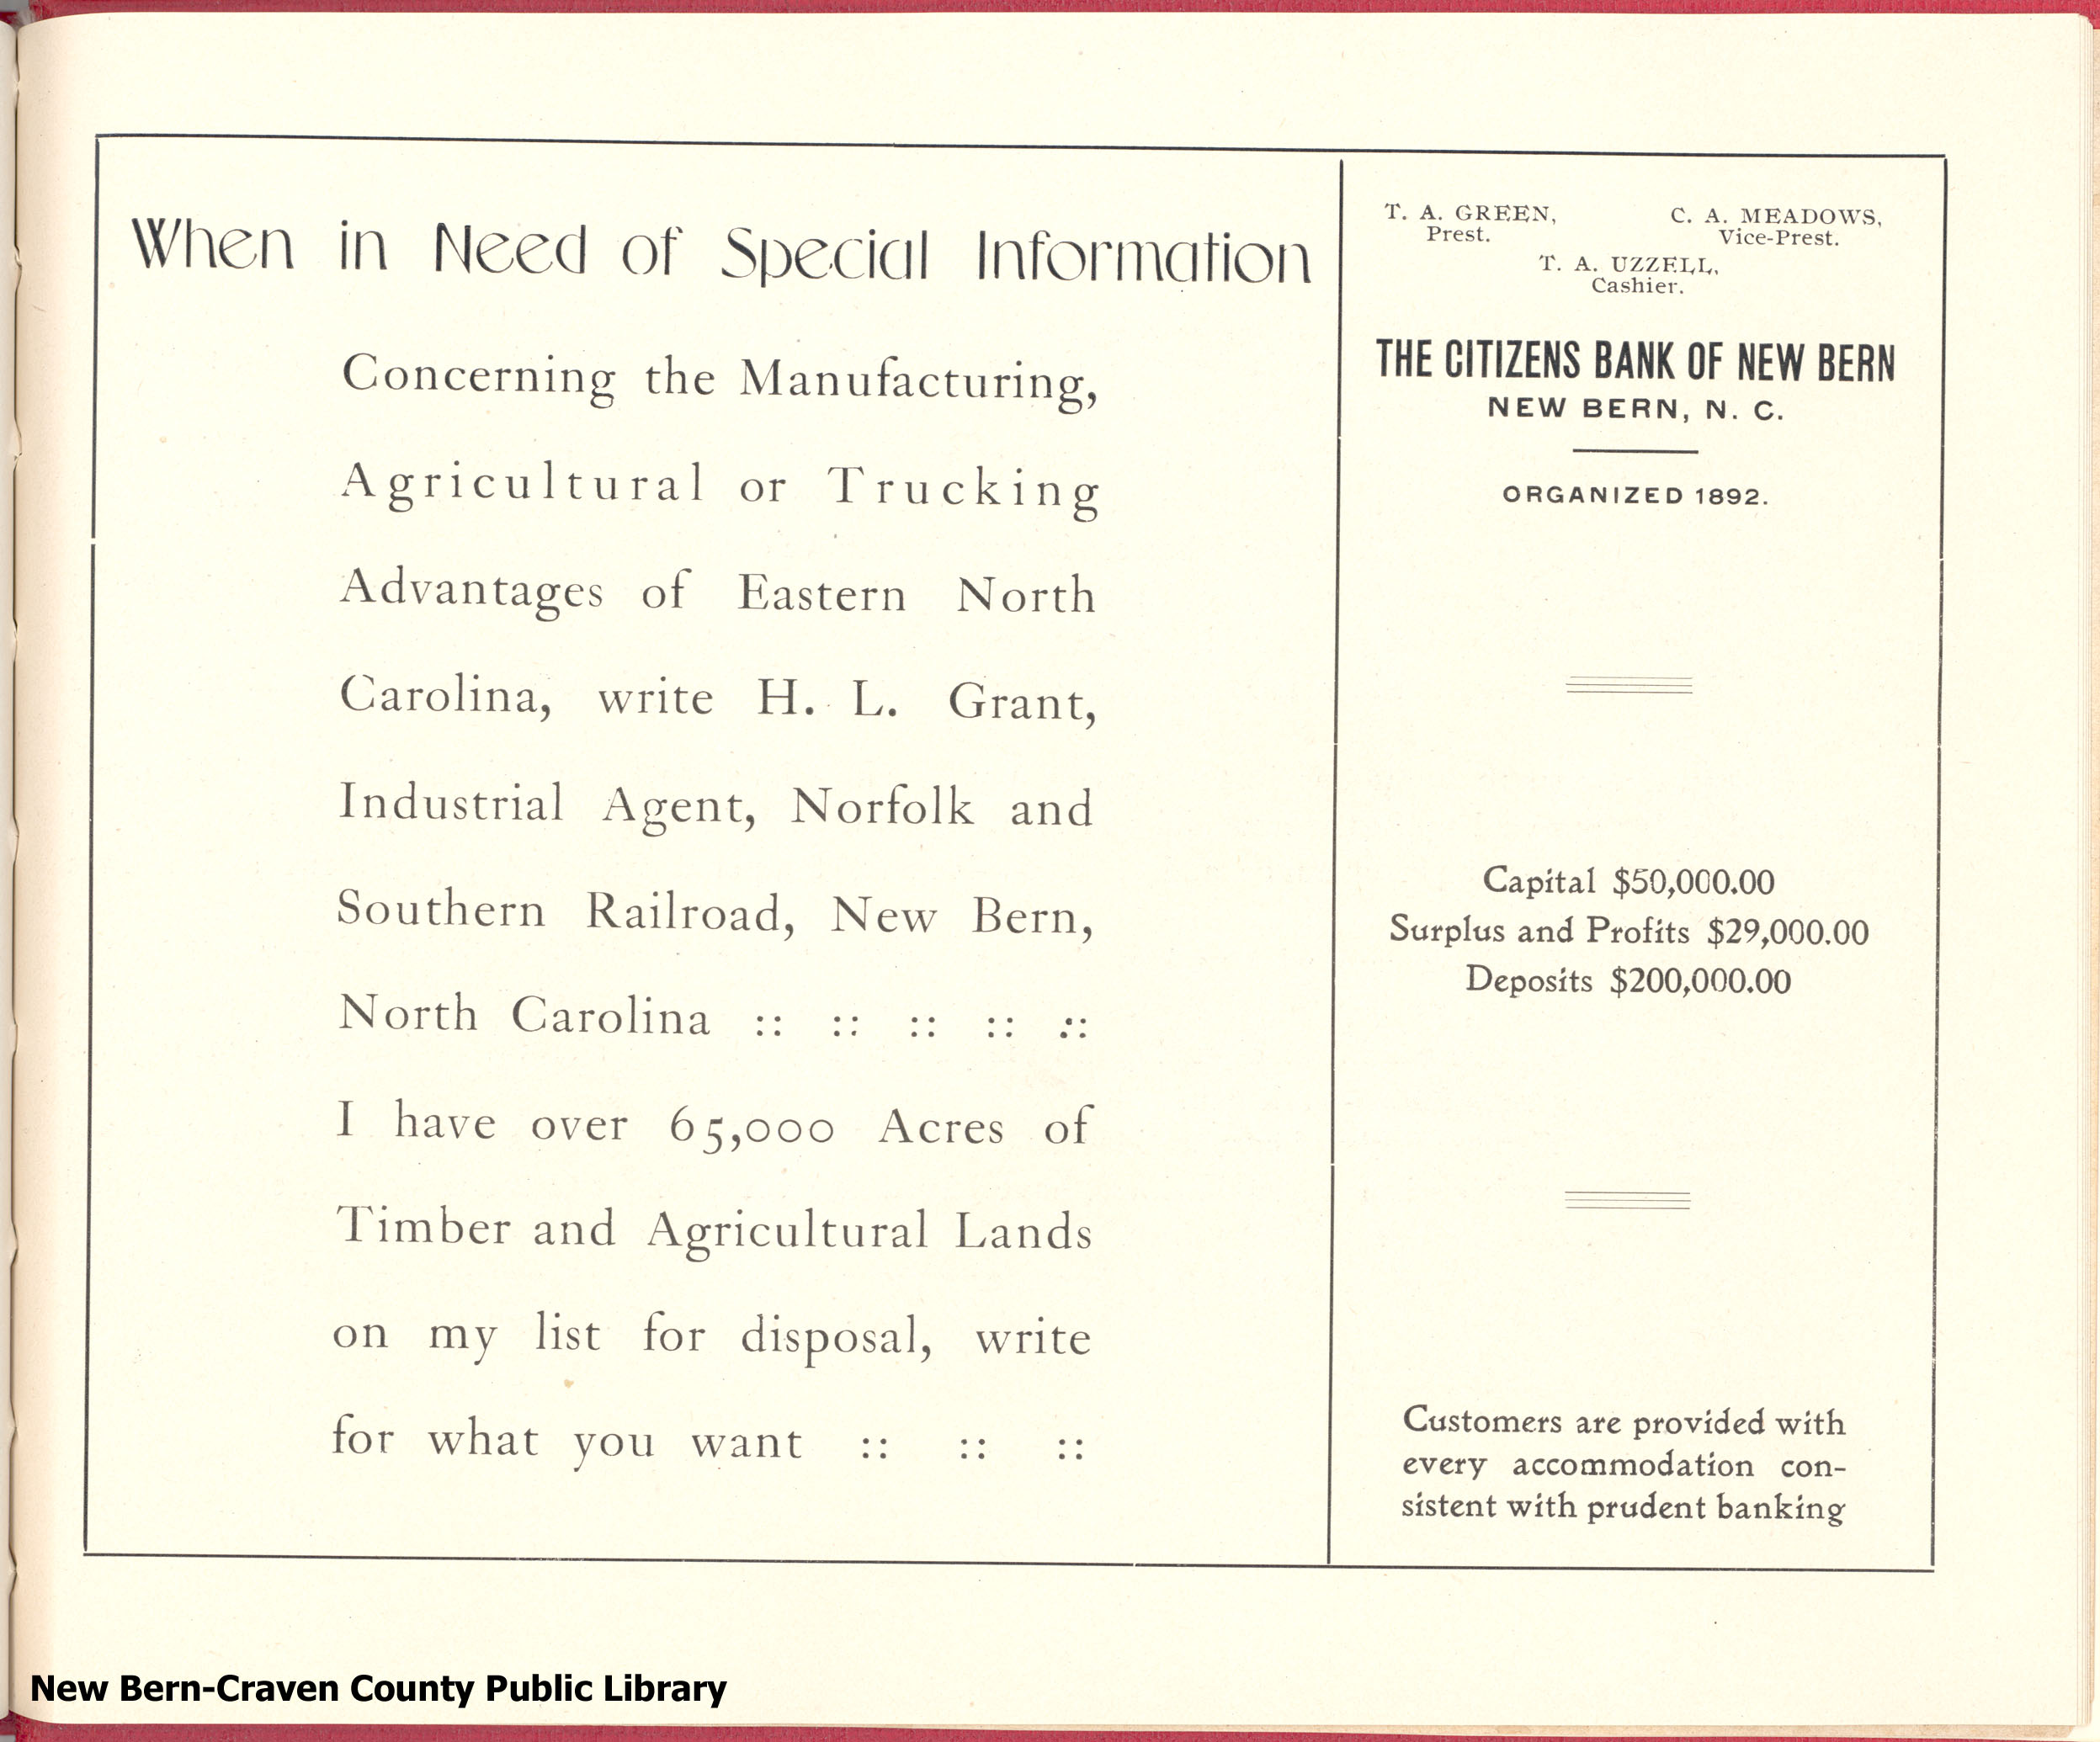 When in Need of Special Information
Concerning the Manufacturing,
Agricultural or Trucking
Advantages of Eastern North
Carolina, write H. L. Grant,
Industrial Agent, Norfolk and
Southern Railroad, New Bern,
North Carolina :: :: :: :: ::
I have over 65,000 Acres of
Timber and Agricultural Lands
on my list for disposal, write
for what you want :: :: ::
T. A. GREEN,
Prest.
C. A. MEADOWS,
Vice-Prest.
T. A. UZZELL,
Cashier.
THE CITIZENS BANK OF NEW BERN
NEW BERN, N. C.
ORGANIZED 1892.
Capital $50,000.00
Surplus and Profits $29,000.00
Deposits $200,000.00
Customers are provided with
every accommodation con-
sistent with prudent banking
New Bern-Craven County Public Library